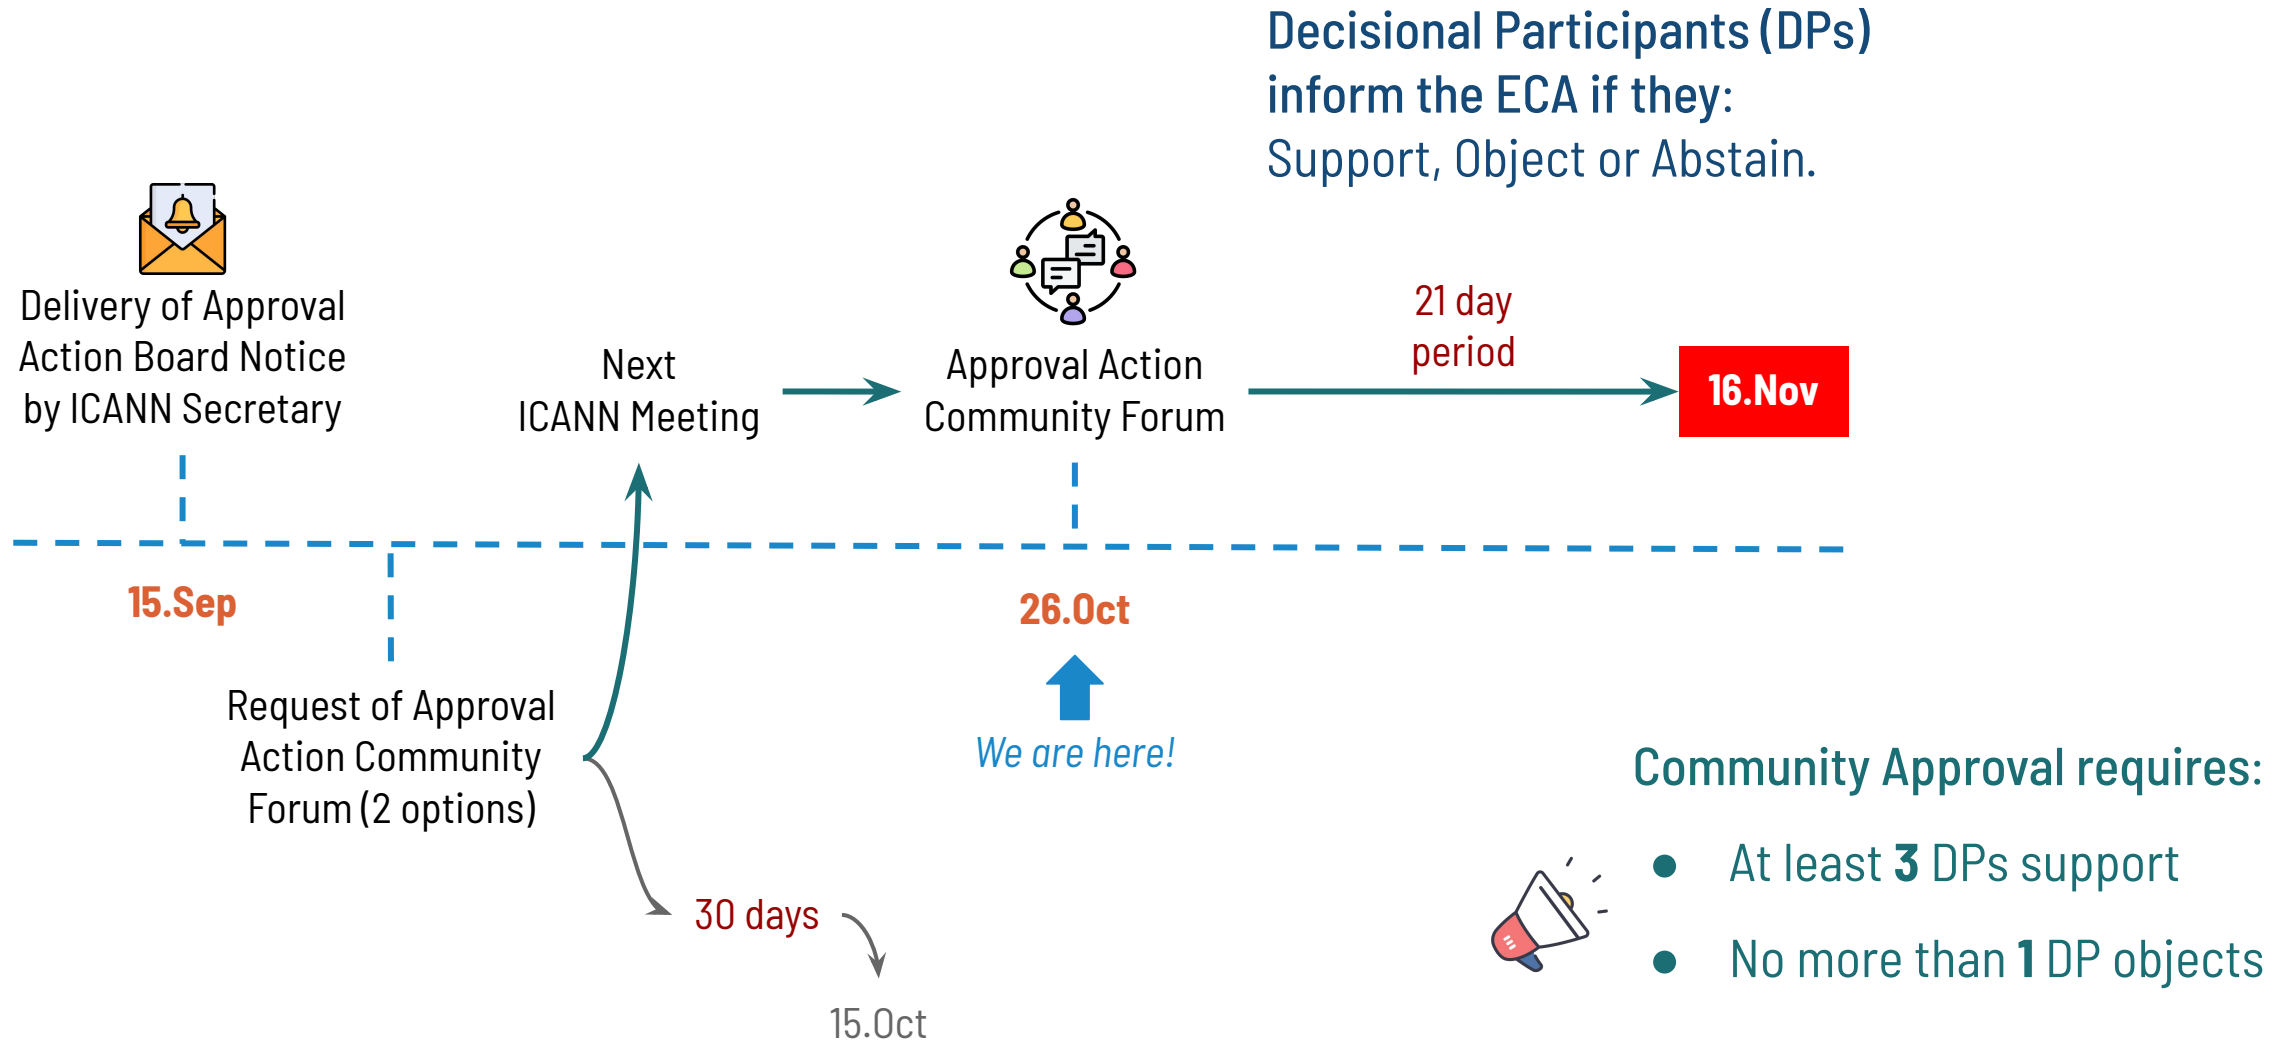 Decisional Participants (DPs)
inform the ECA if they:
Support, Object or Abstain.
Delivery of Approval
Action Board Notice
by ICANN Secretary
Next
ICANN Meeting
Approval Action
Community Forum
21 day
period
16.Nov
15.Sep
26.Oct
We are here!
Request of Approval
Action Community
Forum (2 options)
30 days
15.Oct
Community Approval requires:
● At least 3 DPs support
● No more than 1 DP objects